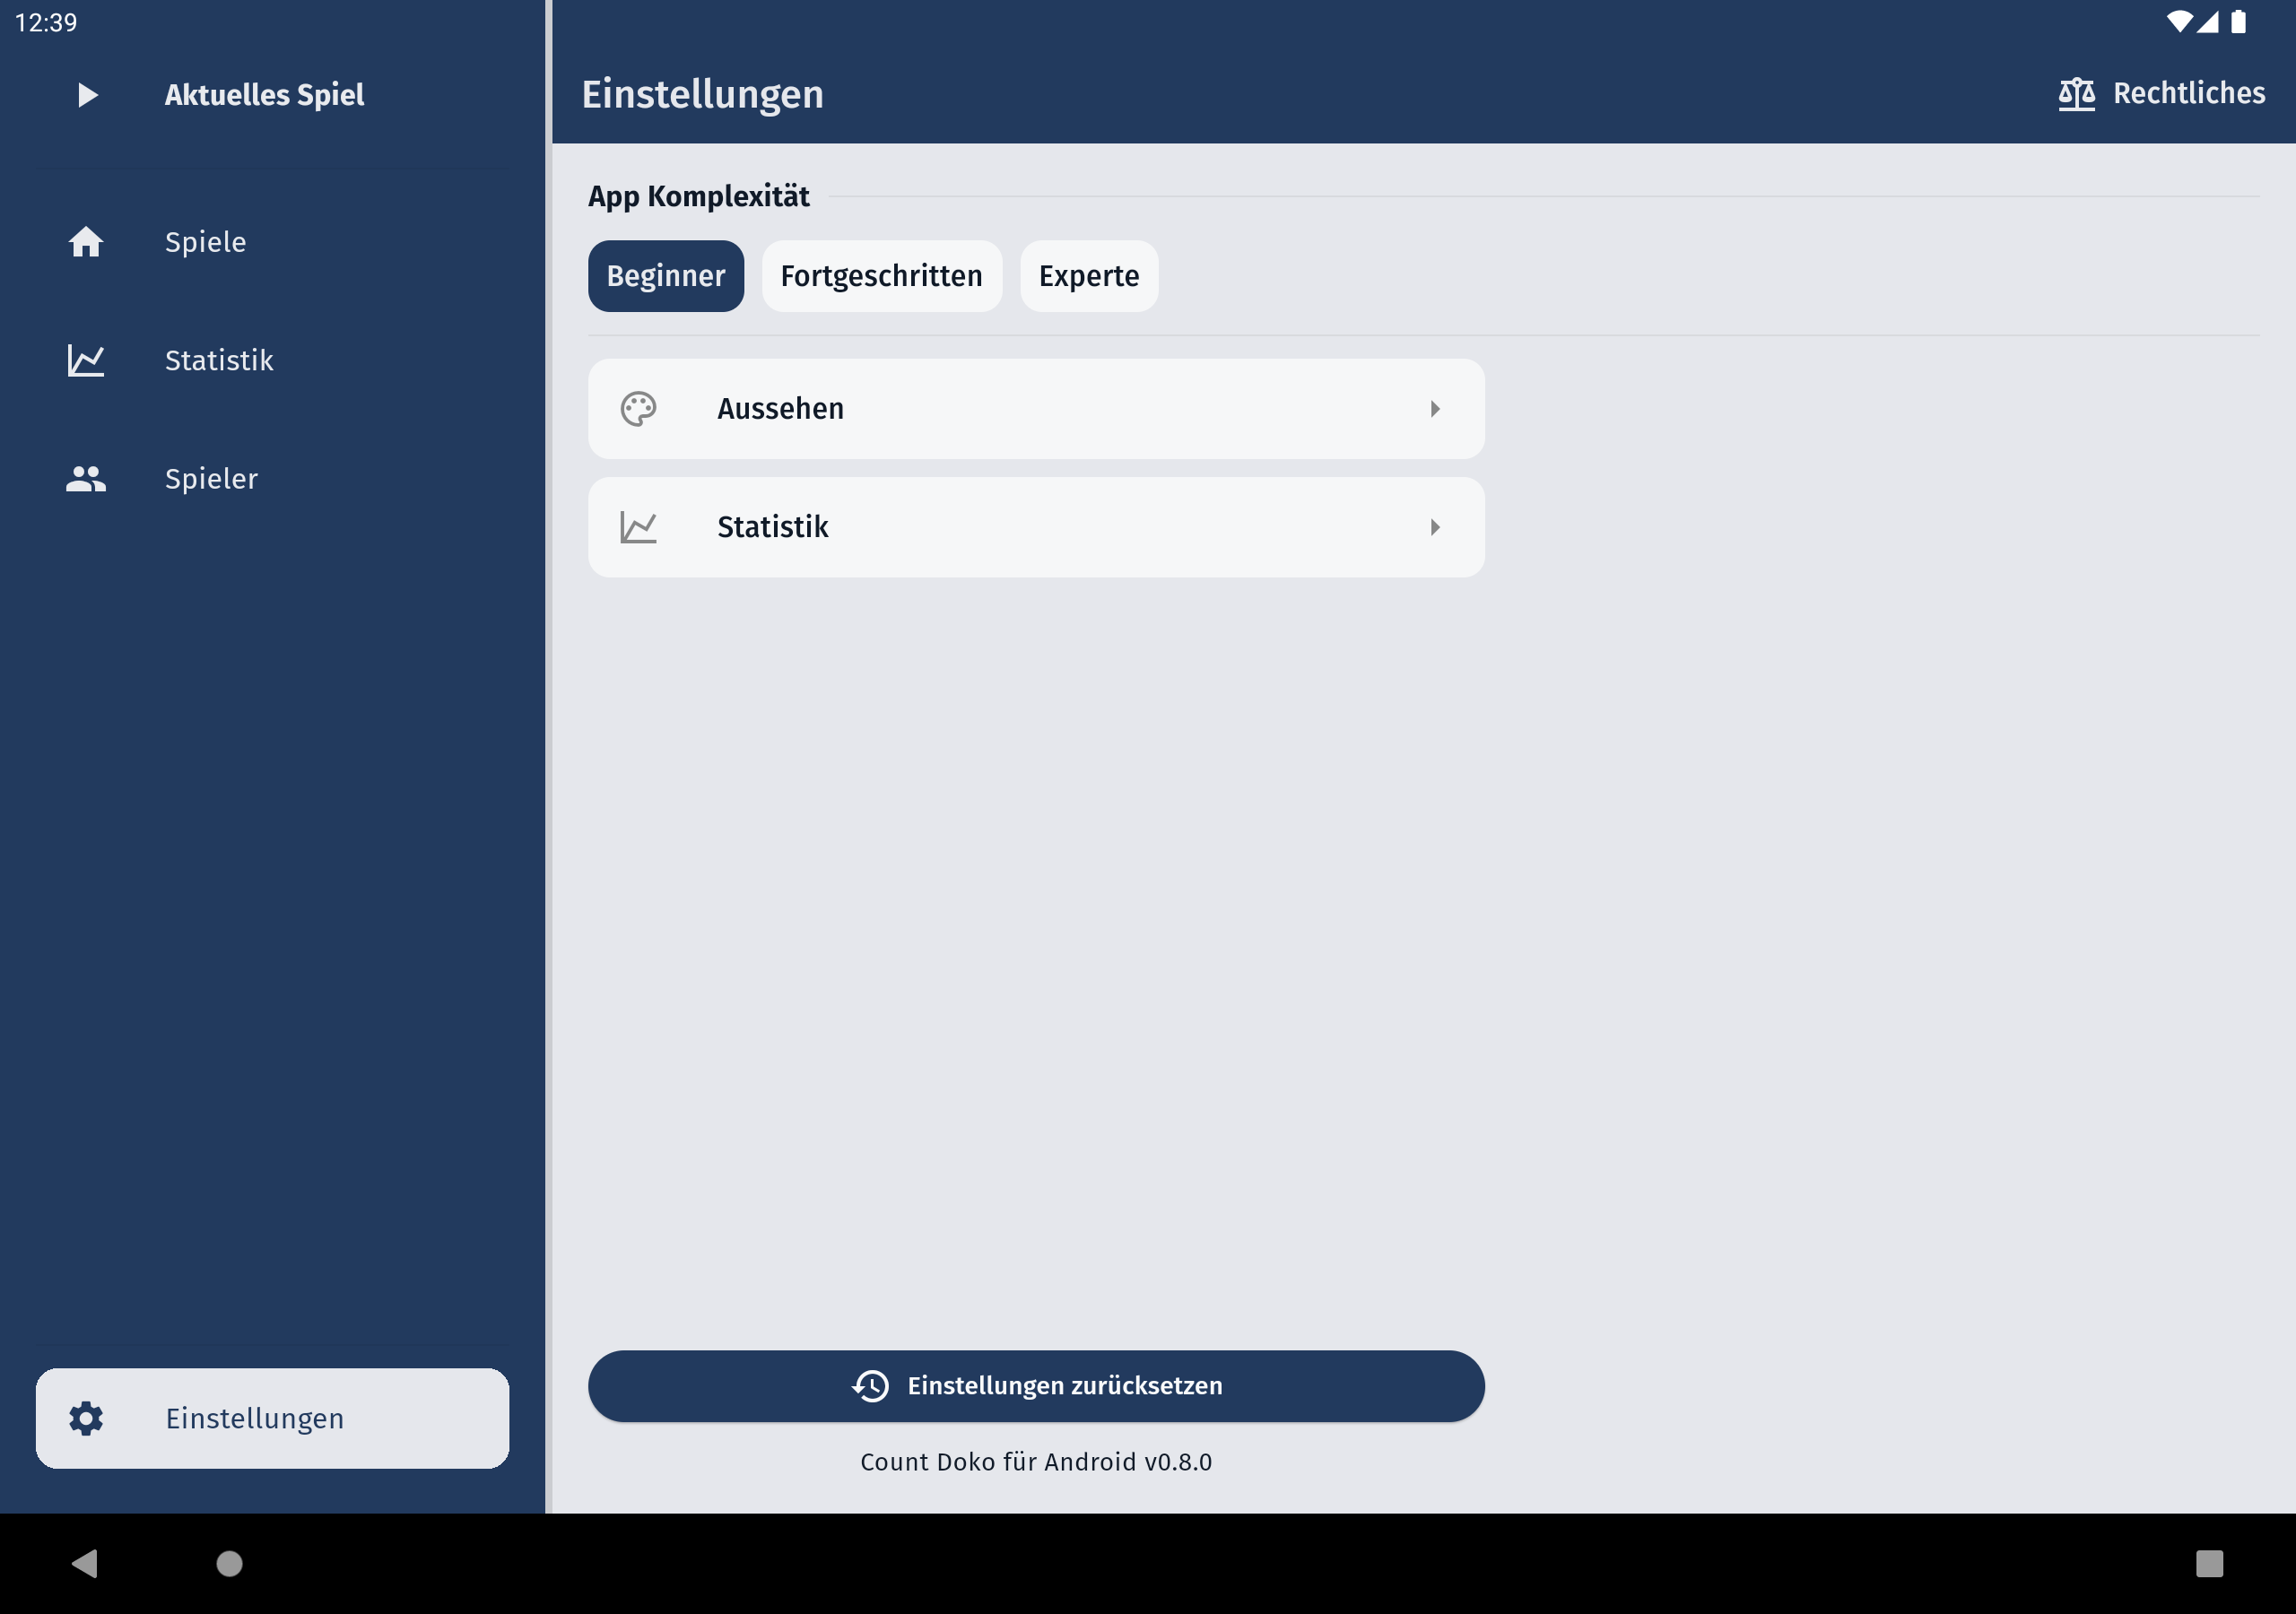 12:39
Aktuelles Spiel
Spiele
Statistik
Spieler
Einstellungen
Einstellungen
Rechtliches
App Komplexität
Beginner
Fortgeschritten
Experte
Aussehen
Statistik
Einstellungen zurücksetzen
Count Doko für Android v0.8.0